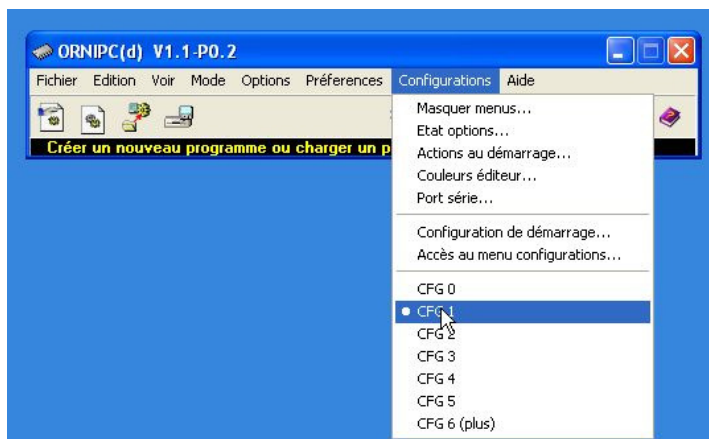 ORNIPC(d) V1.1-P0.2
Fichier Edition Voir Mode Options Préferences Configurations Aide
Créer un nouveau programme ou charger un p
Masquer menus...
Etat options...
Actions au démarrage...
Couleurs éditeur...
Port série...
Configuration de démarrage...
Accès au menu configurations...
CFG 0
CFG 1
CFG 2
CFG 3
CFG 4
CFG 5
CFG 6 (plus)